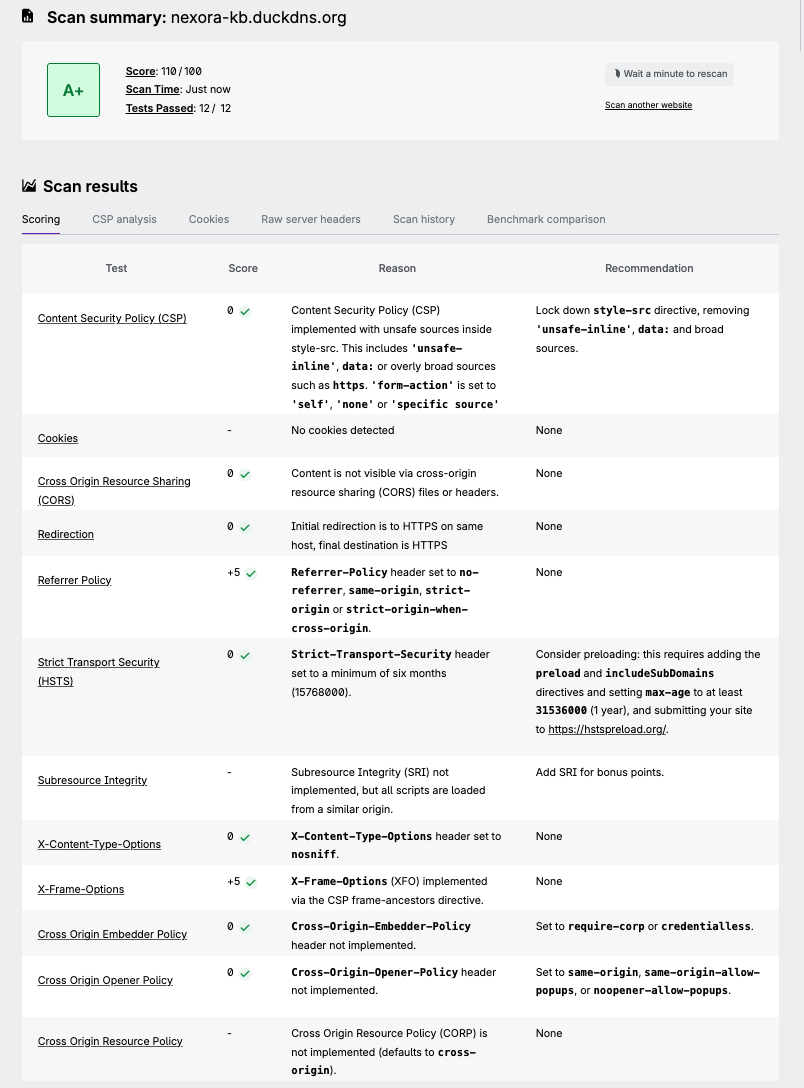 Scan summary: nexora-kb.duckdns.org
A+
Score: 110 / 100
Scan Time: Just now
Tests Passed: 12 / 12
Wait a minute to rescan
Scan another website
Scan results
Scoring CSP analysis Cookies Raw server headers Scan history Benchmark comparison
Test Score Reason Recommendation
Content Security Policy (CSP)
0
Content Security Policy (CSP)
implemented with unsafe sources inside
style-src. This includes 'unsafe-
inline', data: or overly broad sources
such as https. 'form-action' is set to
'self', 'none' or 'specific source'
Lock down style-src directive, removing
'unsafe-inline', data: and broad
sources.
Cookies
-
No cookies detected
None
Cross Origin Resource Sharing
(CORS)
0
Content is not visible via cross-origin
resource sharing (CORS) files or headers.
None
Redirection
0
Initial redirection is to HTTPS on same
host, final destination is HTTPS
None
Referrer Policy
+5
Referrer-Policy header set to no-
referrer, same-origin, strict-
origin or strict-origin-when-
cross-origin.
None
Strict Transport Security
(HSTS)
0
Strict-Transport-Security header
set to a minimum of six months
(15768000).
Consider preloading: this requires adding the
preload and includeSubDomains
directives and setting max-age to at least
31536000 (1 year), and submitting your site
to https://hstspreload.org/.
Subresource Integrity
-
Subresource Integrity (SRI) not
implemented, but all scripts are loaded
from a similar origin.
Add SRI for bonus points.
X-Content-Type-Options
0
X-Content-Type-Options header set to
nosniff.
None
X-Frame-Options
+5
X-Frame-Options (XFO) implemented
via the CSP frame-ancestors directive.
None
Cross Origin Embedder Policy
0
Cross-Origin-Embedder-Policy
header not implemented.
Set to require-corp or credentialless.
Cross Origin Opener Policy
0
Cross-Origin-Opener-Policy header
not implemented.
Set to same-origin, same-origin-allow-
popups, or noopener-allow-popups.
Cross Origin Resource Policy
-
Cross Origin Resource Policy (CORP) is
not implemented (defaults to cross-
origin).
None